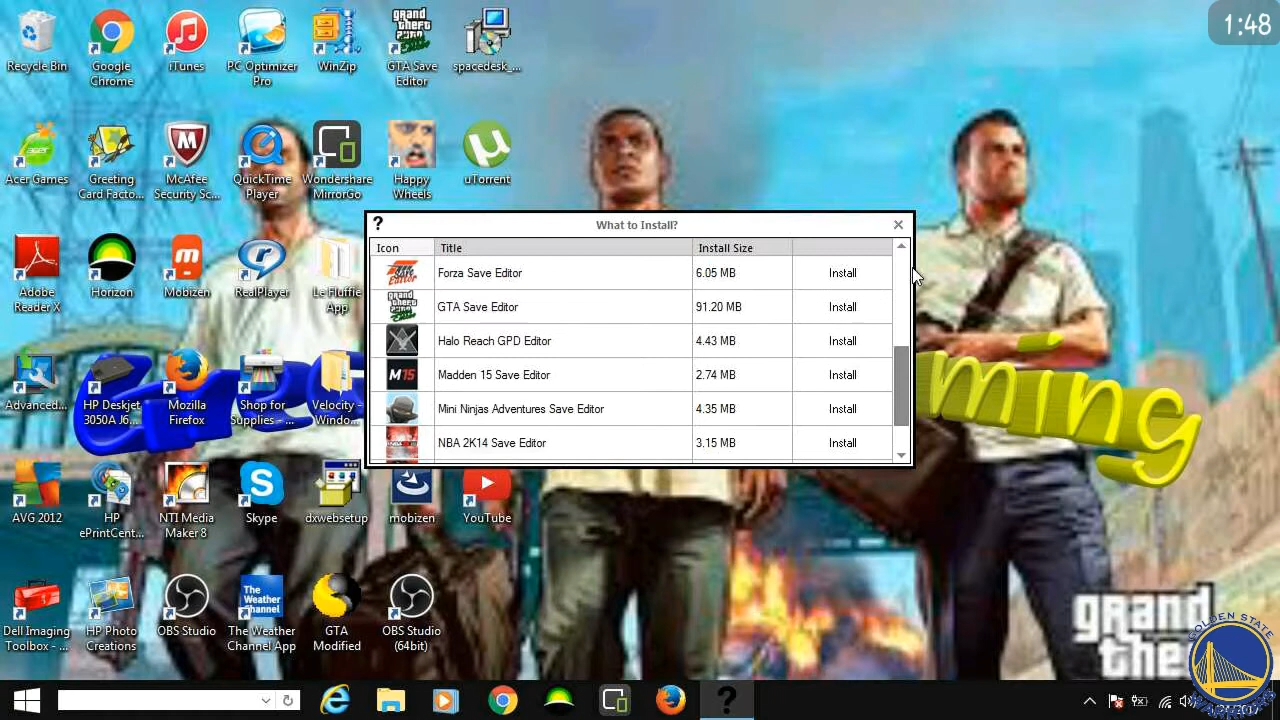 1:48
Recycle Bin
Google
Chrome
iTunes
PC Optimizer
Pro
WinZip
GTA Save
Editor
spacedesk_...
grand
theft
Acer Games
Greeting
Card Facto...
McAfee
Security Sc...
QuickTime
Player
Wondershare
MirrorGo
Happy
Wheels
uTorrent
acer
Adobe
Reader X
Horizon
Mobizen
RealPlayer
Le Fluffie
App
What to Install?
Icon
Title
Install Size
Forza Save Editor
6.05 MB
Install
GTA Save Editor
91.20 MB
Install
Halo Reach GPD Editor
4.43 MB
Install
M15
Madden 15 Save Editor
2.74 MB
Install
Mini Ninjas Adventures Save Editor
4.35 MB
Install
NBA 2K14 Save Editor
3.15 MB
Install
Advanced...
HP Deskjet
3050A J6...
Mozilla
Firefox
Shop for
Supplies - ...
Velocity -
Windo...
ming
AVG 2012
HP
ePrintCent...
NTI Media
Maker 8
Skype
dxwebsetup
mobizen
YouTube
Dell Imaging
Toolbox - ...
HP Photo
Creations
OBS Studio
The
Weather
Channel
The Weather
Channel App
GTA
Modified
OBS Studio
(64bit)
grand
the
GOLDEN STATE